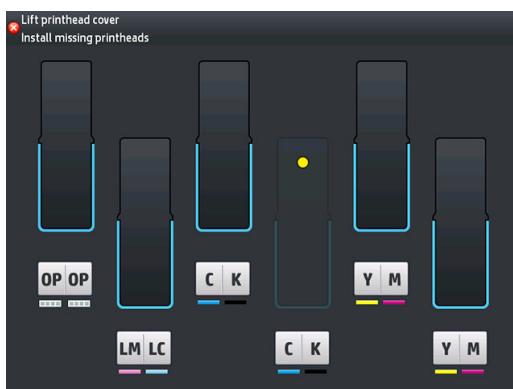 Lift printhead cover
Install missing printheads
OP OP
C K
Y M
LM LC
C K
Y M